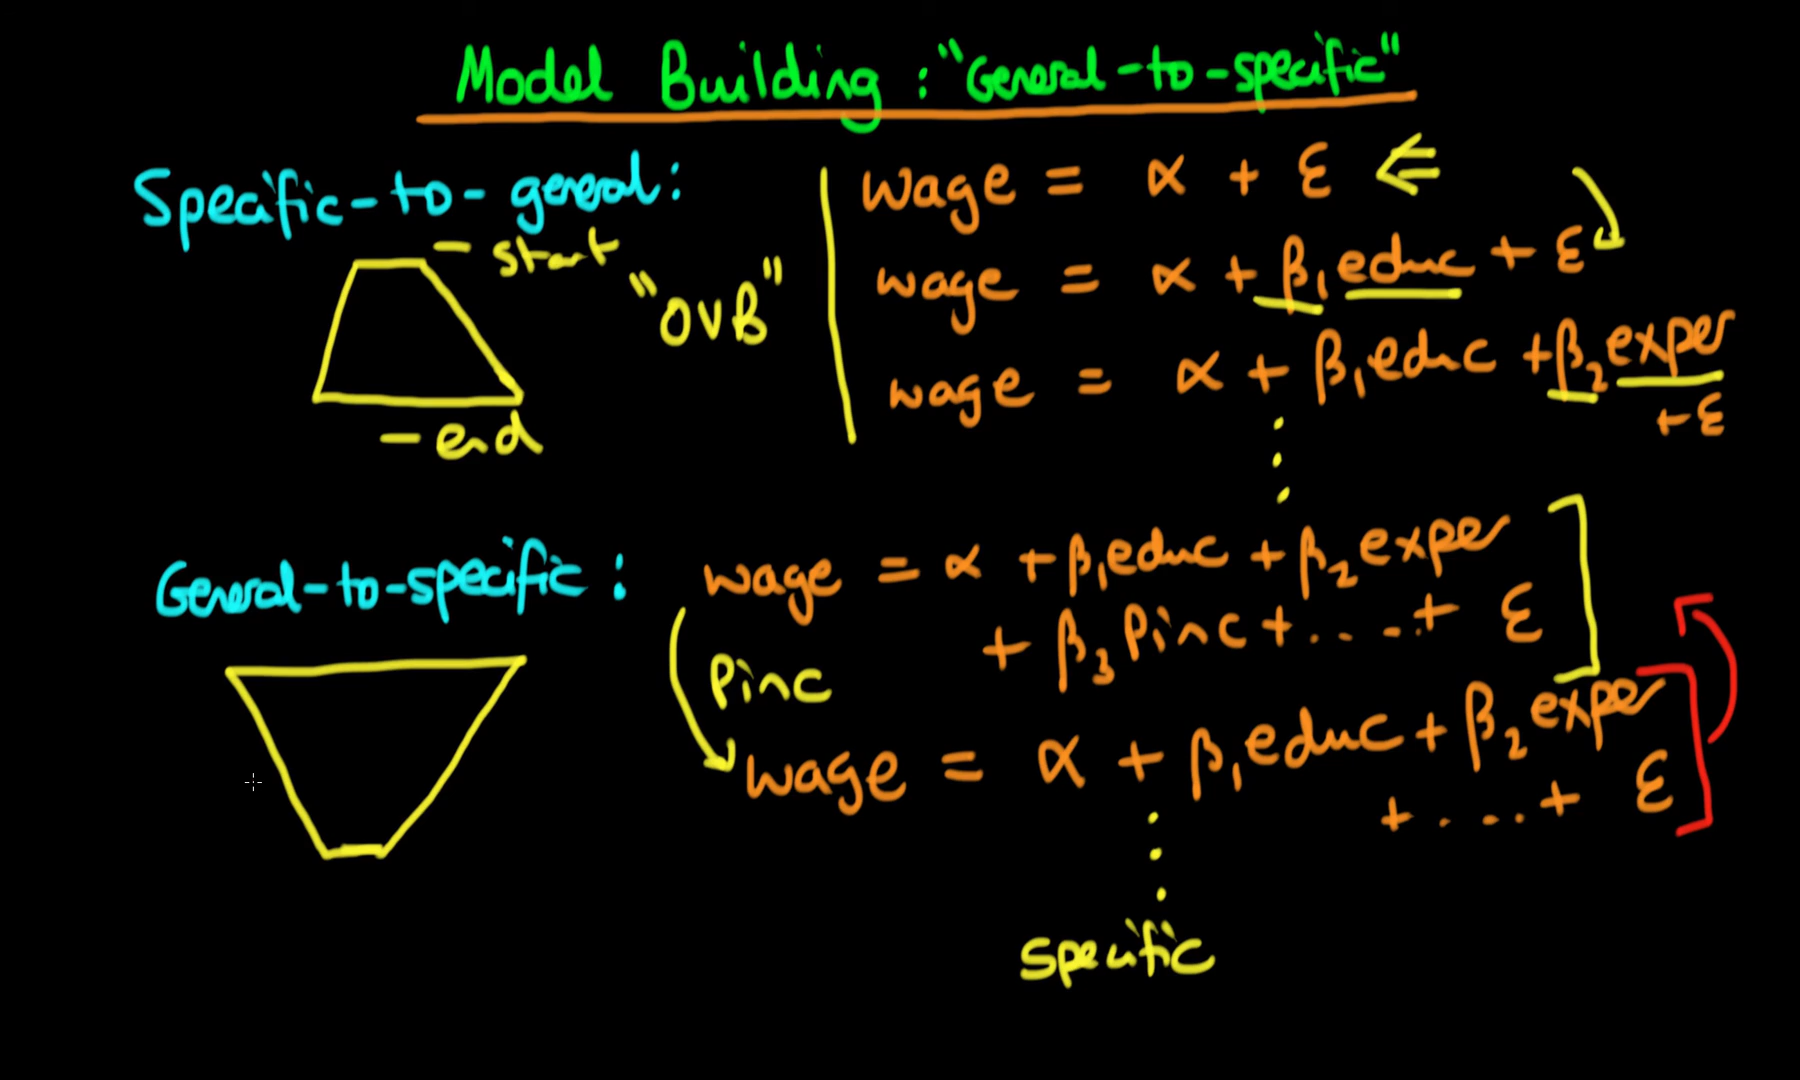 Model Building : "General-to-specific"
Specific-to-general:
- start
"OVB"
- end
wage = α + ε
wage = α + β₁educ + ε
wage = α + β₁educ + β₂exper
+ ε
General-to-specific :
wage = α + β₁educ + β₂exper
+ β₃Pinc + .... + ε
Pinc
wage = α + β₁educ + β₂exper
+ .... + ε
specific